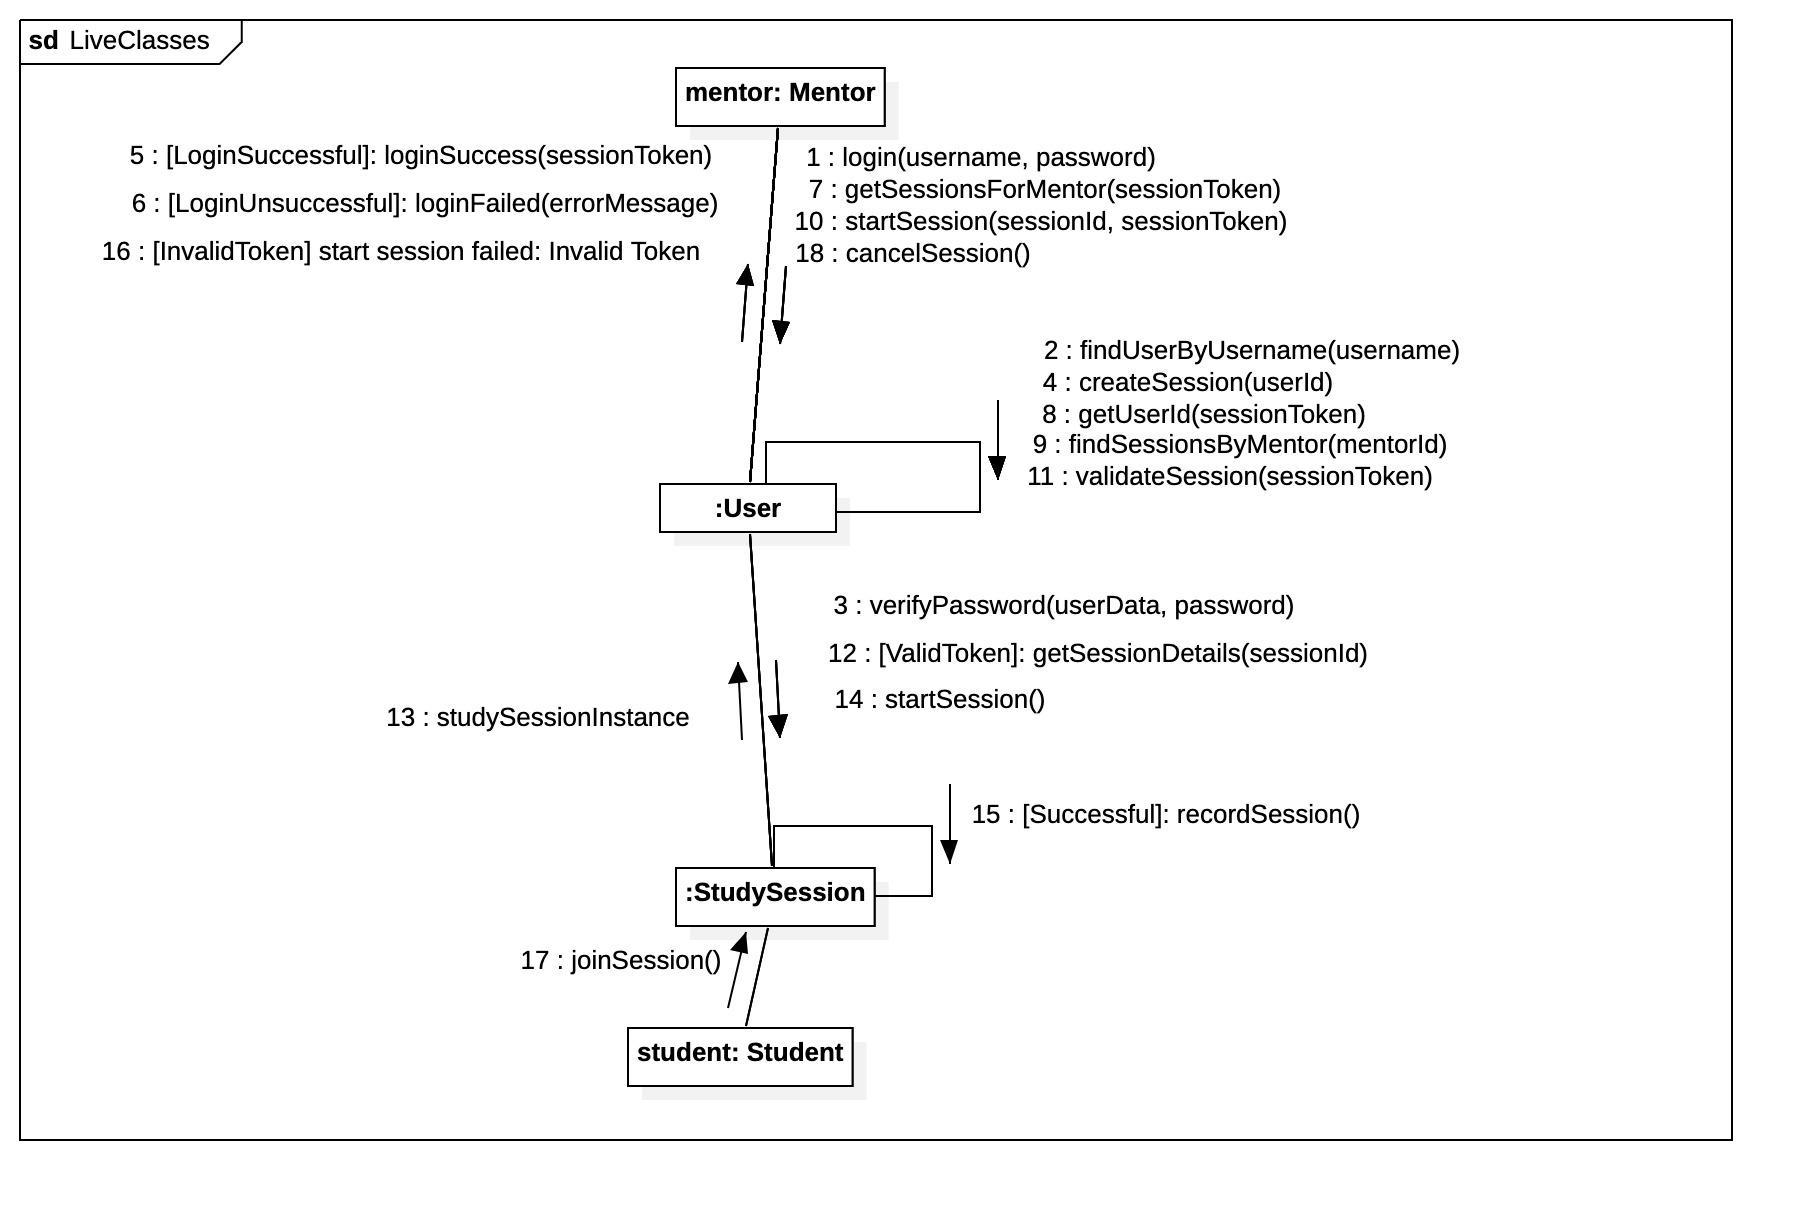 sd LiveClasses
mentor: Mentor
5 : [LoginSuccessful]: loginSuccess(sessionToken)
6 : [LoginUnsuccessful]: loginFailed(errorMessage)
16 : [InvalidToken] start session failed: Invalid Token
1 : login(username, password)
7 : getSessionsForMentor(sessionToken)
10 : startSession(sessionId, sessionToken)
18 : cancelSession()
2 : findUserByUsername(username)
4 : createSession(userId)
8 : getUserId(sessionToken)
9 : findSessionsByMentor(mentorId)
11 : validateSession(sessionToken)
:User
3 : verifyPassword(userData, password)
12 : [ValidToken]: getSessionDetails(sessionId)
14 : startSession()
13 : studySessionInstance
15 : [Successful]: recordSession()
:StudySession
17 : joinSession()
student: Student